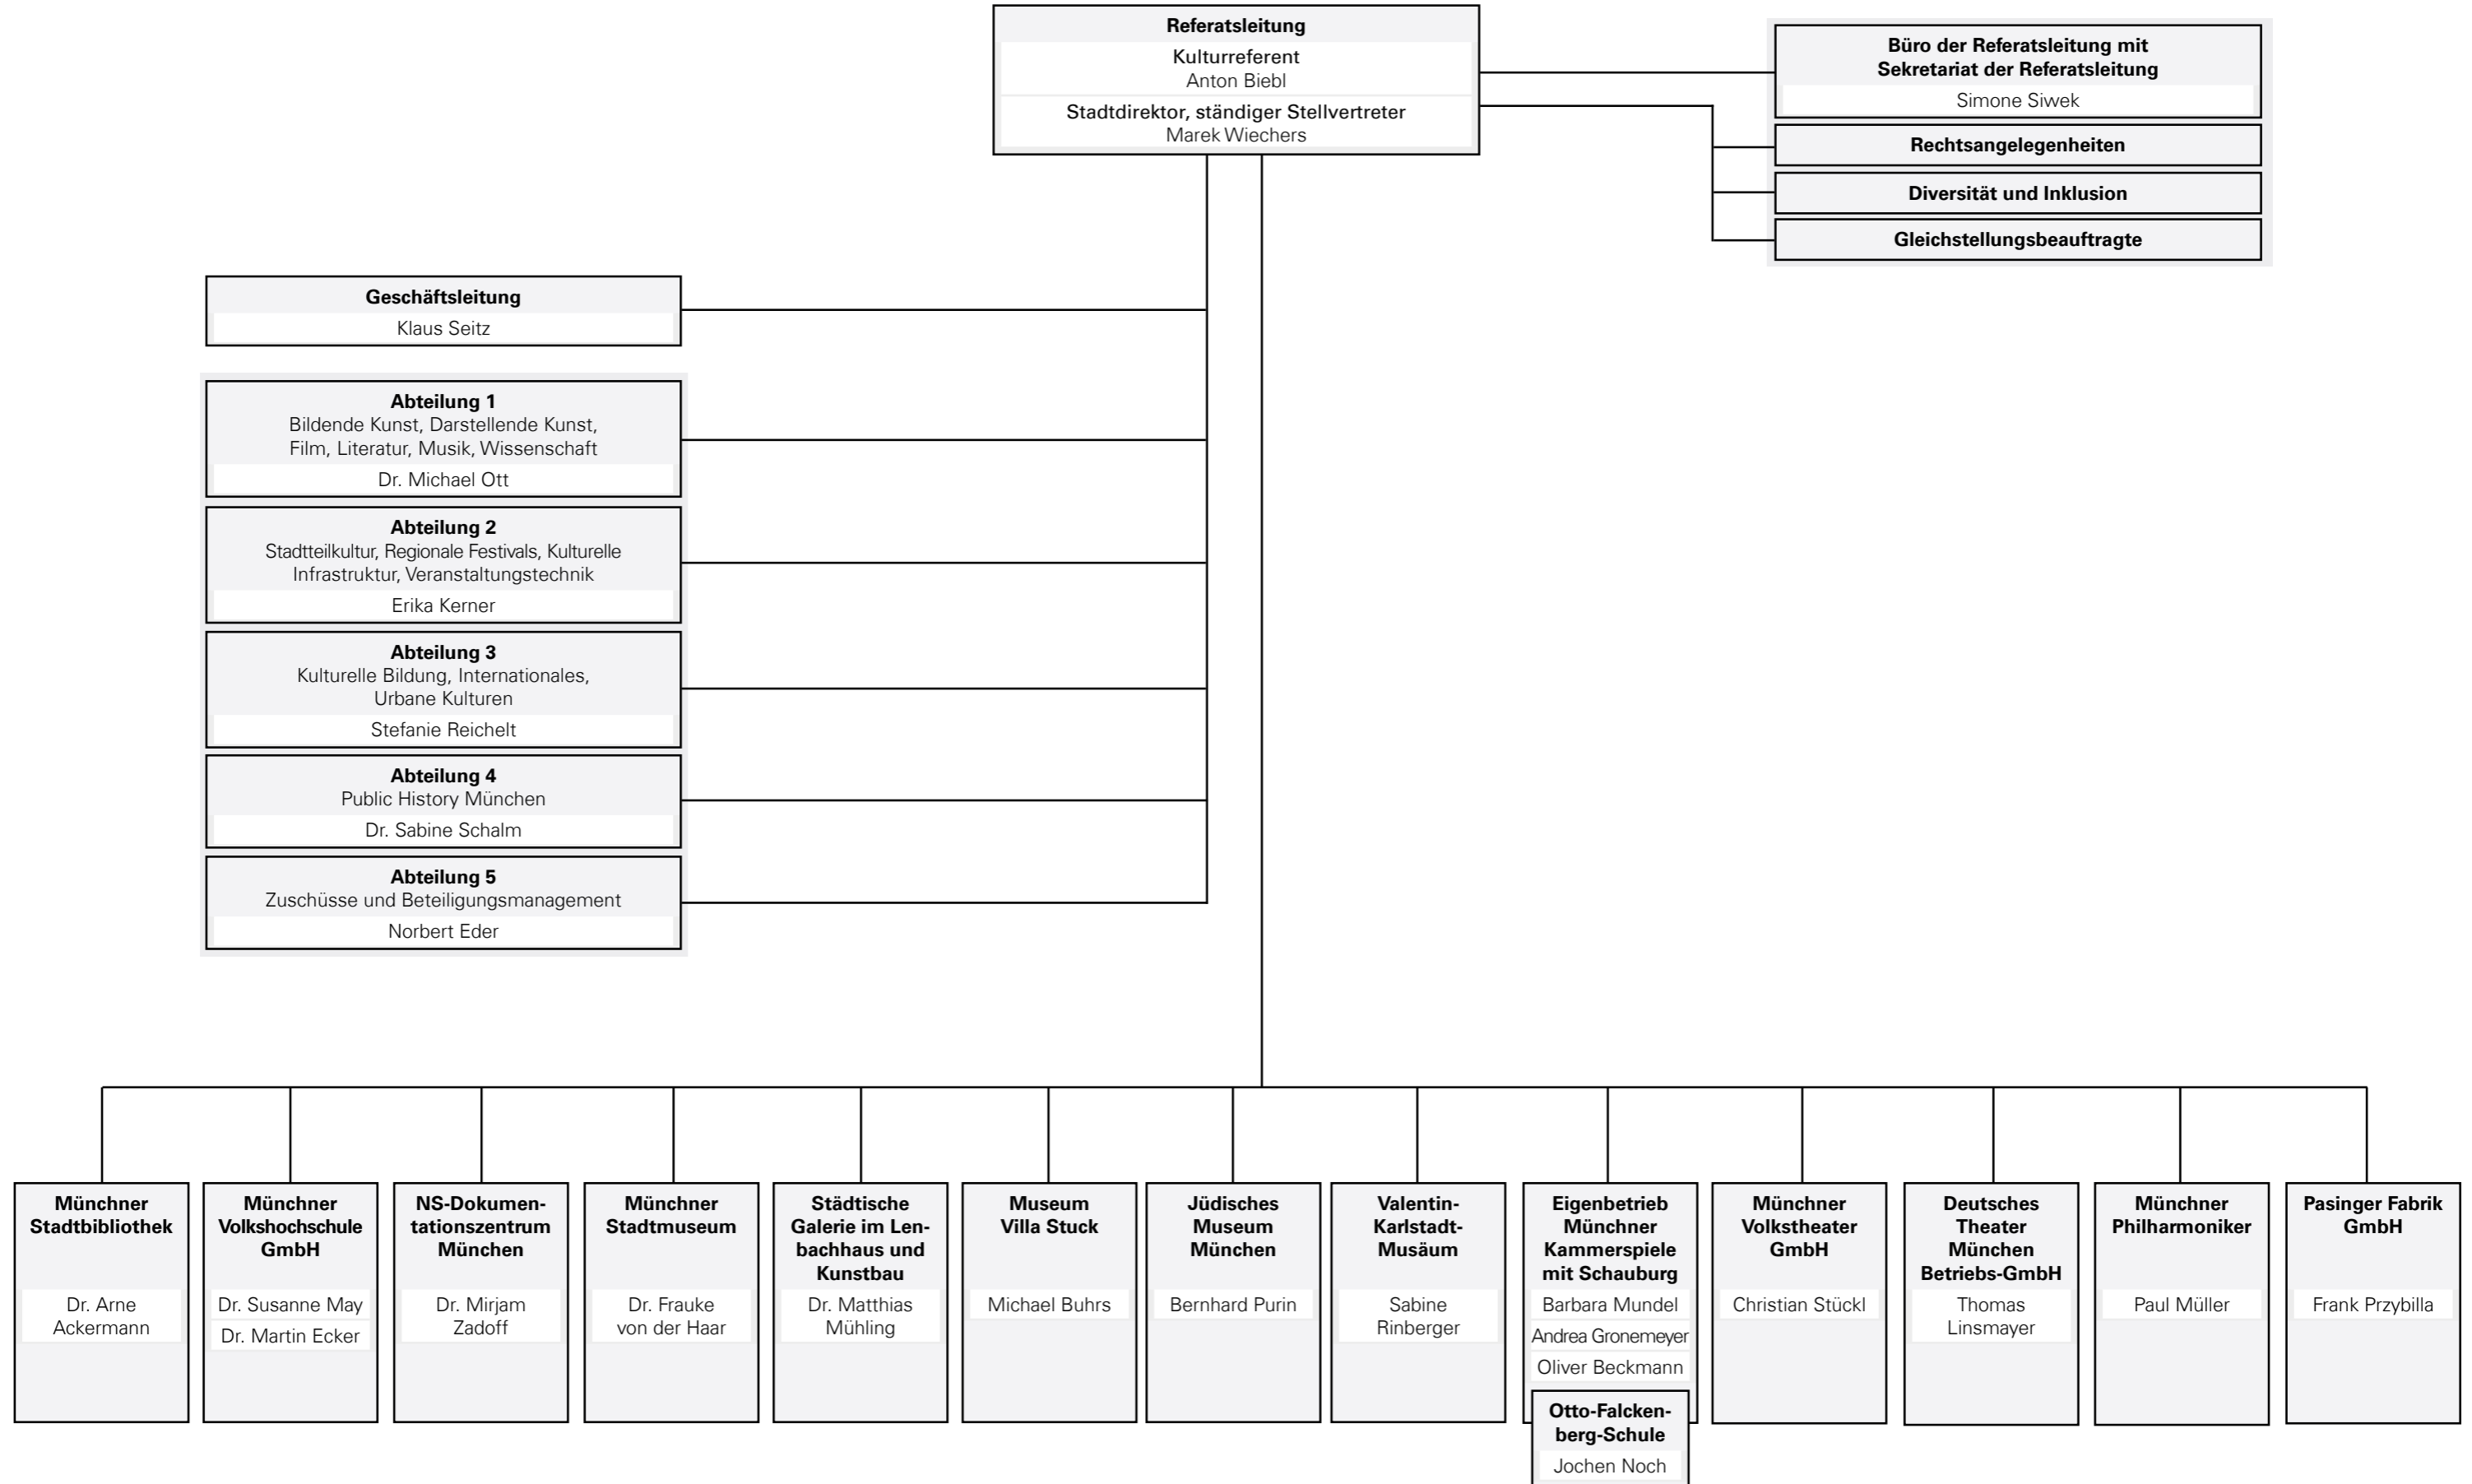 Referatsleitung
Kulturreferent
Anton Biebl
Stadtdirektor, ständiger Stellvertreter
Marek Wiechers
Büro der Referatsleitung mit
Sekretariat der Referatsleitung
Simone Siwek
Rechtsangelegenheiten
Diversität und Inklusion
Gleichstellungsbeauftragte
Geschäftsleitung
Klaus Seitz
Abteilung 1
Bildende Kunst, Darstellende Kunst,
Film, Literatur, Musik, Wissenschaft
Dr. Michael Ott
Abteilung 2
Stadtteilkultur, Regionale Festivals, Kulturelle
Infrastruktur, Veranstaltungstechnik
Erika Kerner
Abteilung 3
Kulturelle Bildung, Internationales,
Urbane Kulturen
Stefanie Reichelt
Abteilung 4
Public History München
Dr. Sabine Schalm
Abteilung 5
Zuschüsse und Beteiligungsmanagement
Norbert Eder
Münchner
Stadtbibliothek
Dr. Arne
Ackermann
Münchner
Volkshochschule
GmbH
Dr. Susanne May
Dr. Martin Ecker
NS-Dokumen-
tationszentrum
München
Dr. Mirjam
Zadoff
Münchner
Stadtmuseum
Dr. Frauke
von der Haar
Städtische
Galerie im Len-
bachhaus und
Kunstbau
Dr. Matthias
Mühling
Museum
Villa Stuck
Michael Buhrs
Jüdisches
Museum
München
Bernhard Purin
Valentin-
Karlstadt-
Musäum
Sabine
Rinberger
Eigenbetrieb
Münchner
Kammerspiele
mit Schauburg
Barbara Mundel
Andrea Gronemeyer
Oliver Beckmann
Otto-Falcken-
berg-Schule
Jochen Noch
Münchner
Volkstheater
GmbH
Christian Stückl
Deutsches
Theater
München
Betriebs-GmbH
Thomas
Linsmayer
Münchner
Philharmoniker
Paul Müller
Pasinger Fabrik
GmbH
Frank Przybilla